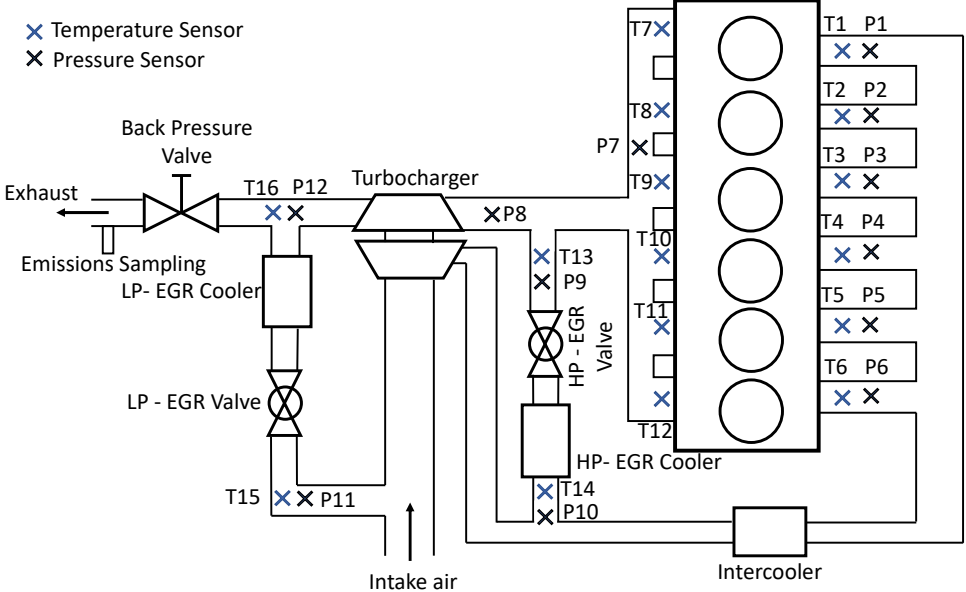 Temperature Sensor
Pressure Sensor
T7
T1 P1
T2 P2
T8
P7
T3 P3
T9
Back Pressure
Valve
Exhaust
T16 P12
Turbocharger
P8
T4 P4
T10
T13
P9
Emissions Sampling
LP- EGR Cooler
T5 P5
T11
HP - EGR
Valve
T6 P6
LP - EGR Valve
T12
HP- EGR Cooler
T14
P10
T15
P11
Intake air
Intercooler